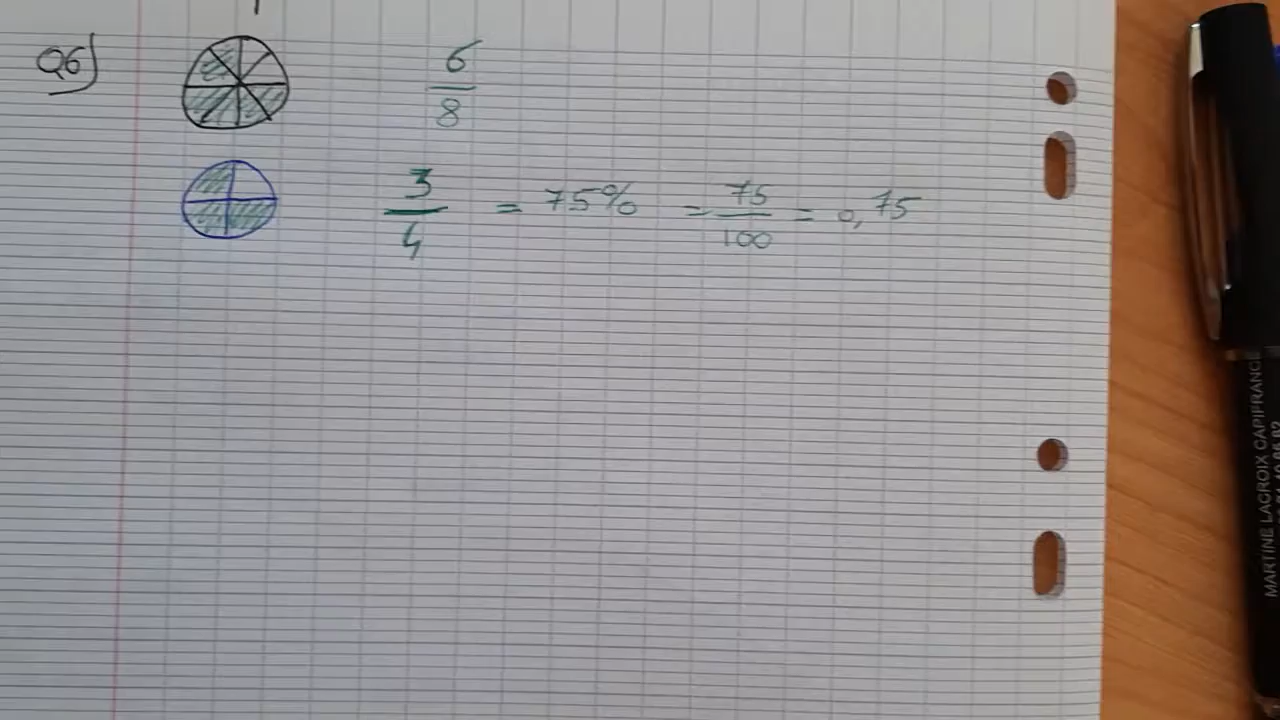 Q6)
6/8
3/4 = 75% = 75/100 = 0,75
MARTINE LACROIX CAPIFRANCE